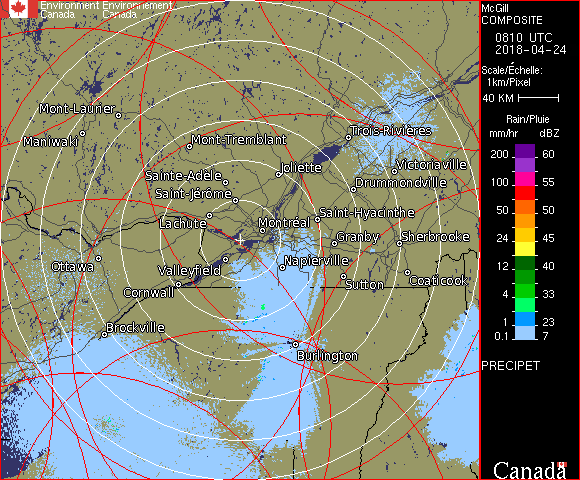 Environment Environnement
Canada Canada
McGill
COMPOSITE
0810 UTC
2018-04-24
Scale/Échelle:
1km/Pixel
40 KM
Rain/Pluie
mm/hr dBZ
200 60
57
100 55
50 50
24 45
12 40
4 33
1 23
0.1 7
PRECIPET
Canada
Mont-Laurier
Maniwaki
Mont-Tremblant
Trois-Rivières
Sainte-Adèle
Joliette
Victoriaville
Saint-Jérôme
Drummondville
Lachute
Montréal
Saint-Hyacinthe
Granby
Sherbrooke
Ottawa
Valleyfield
Napierville
Cornwall
Sutton
Coaticook
Brockville
Burlington